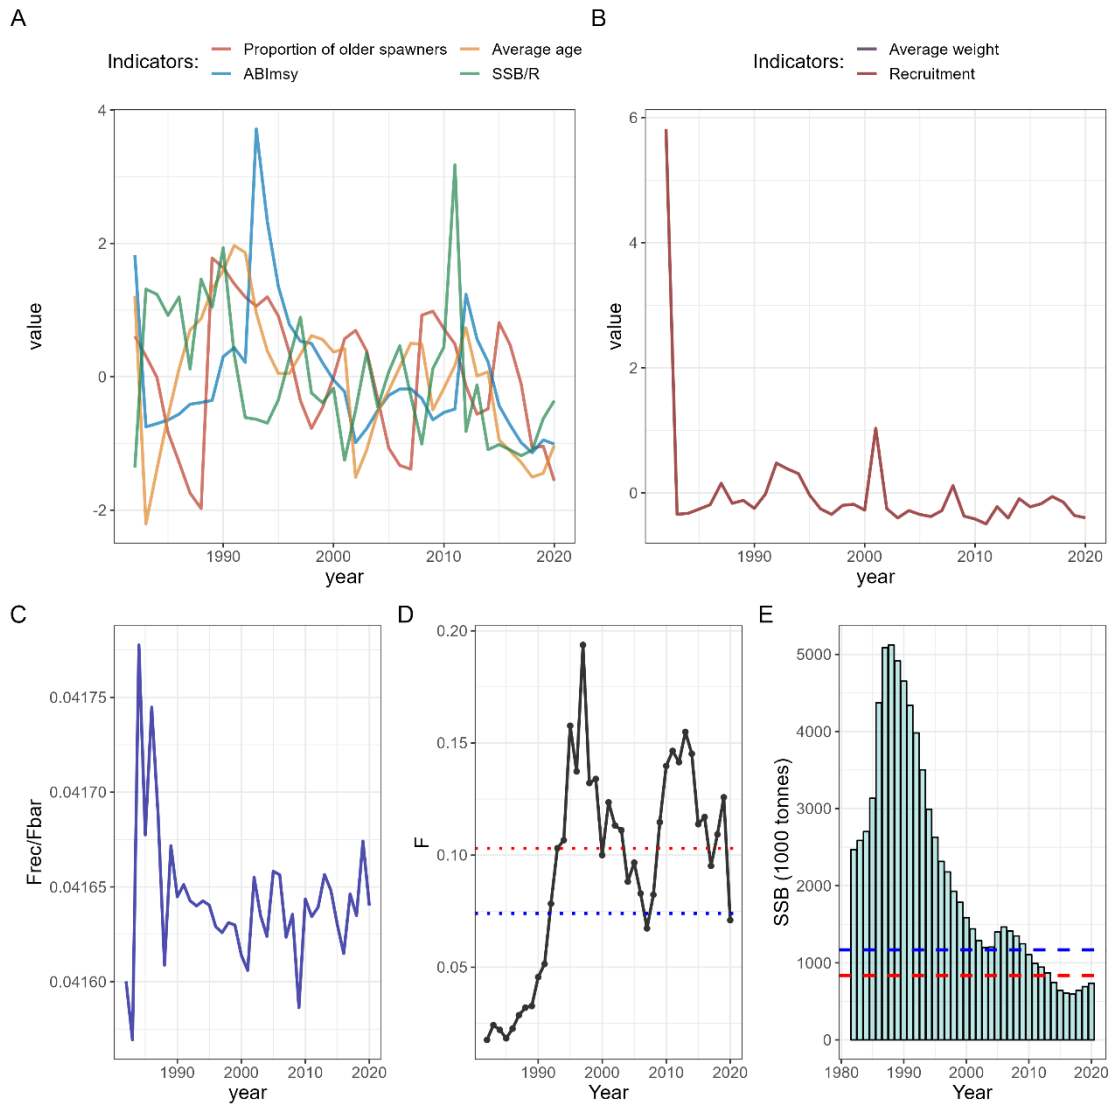 A
Indicators:
Proportion of older spawners
Average age
ABImsy
SSB/R
4
2
0
-2
value
1990
2000
2010
2020
year
B
Indicators:
Average weight
Recruitment
6
4
2
0
value
1990
2000
2010
2020
year
C
0.04175
0.04170
0.04165
0.04160
Frec/Fbar
1990
2000
2010
2020
year
D
0.20
0.15
0.10
0.05
F
1990
2000
2010
2020
Year
E
5000
4000
3000
2000
1000
0
SSB (1000 tonnes)
1980
1990
2000
2010
2020
Year